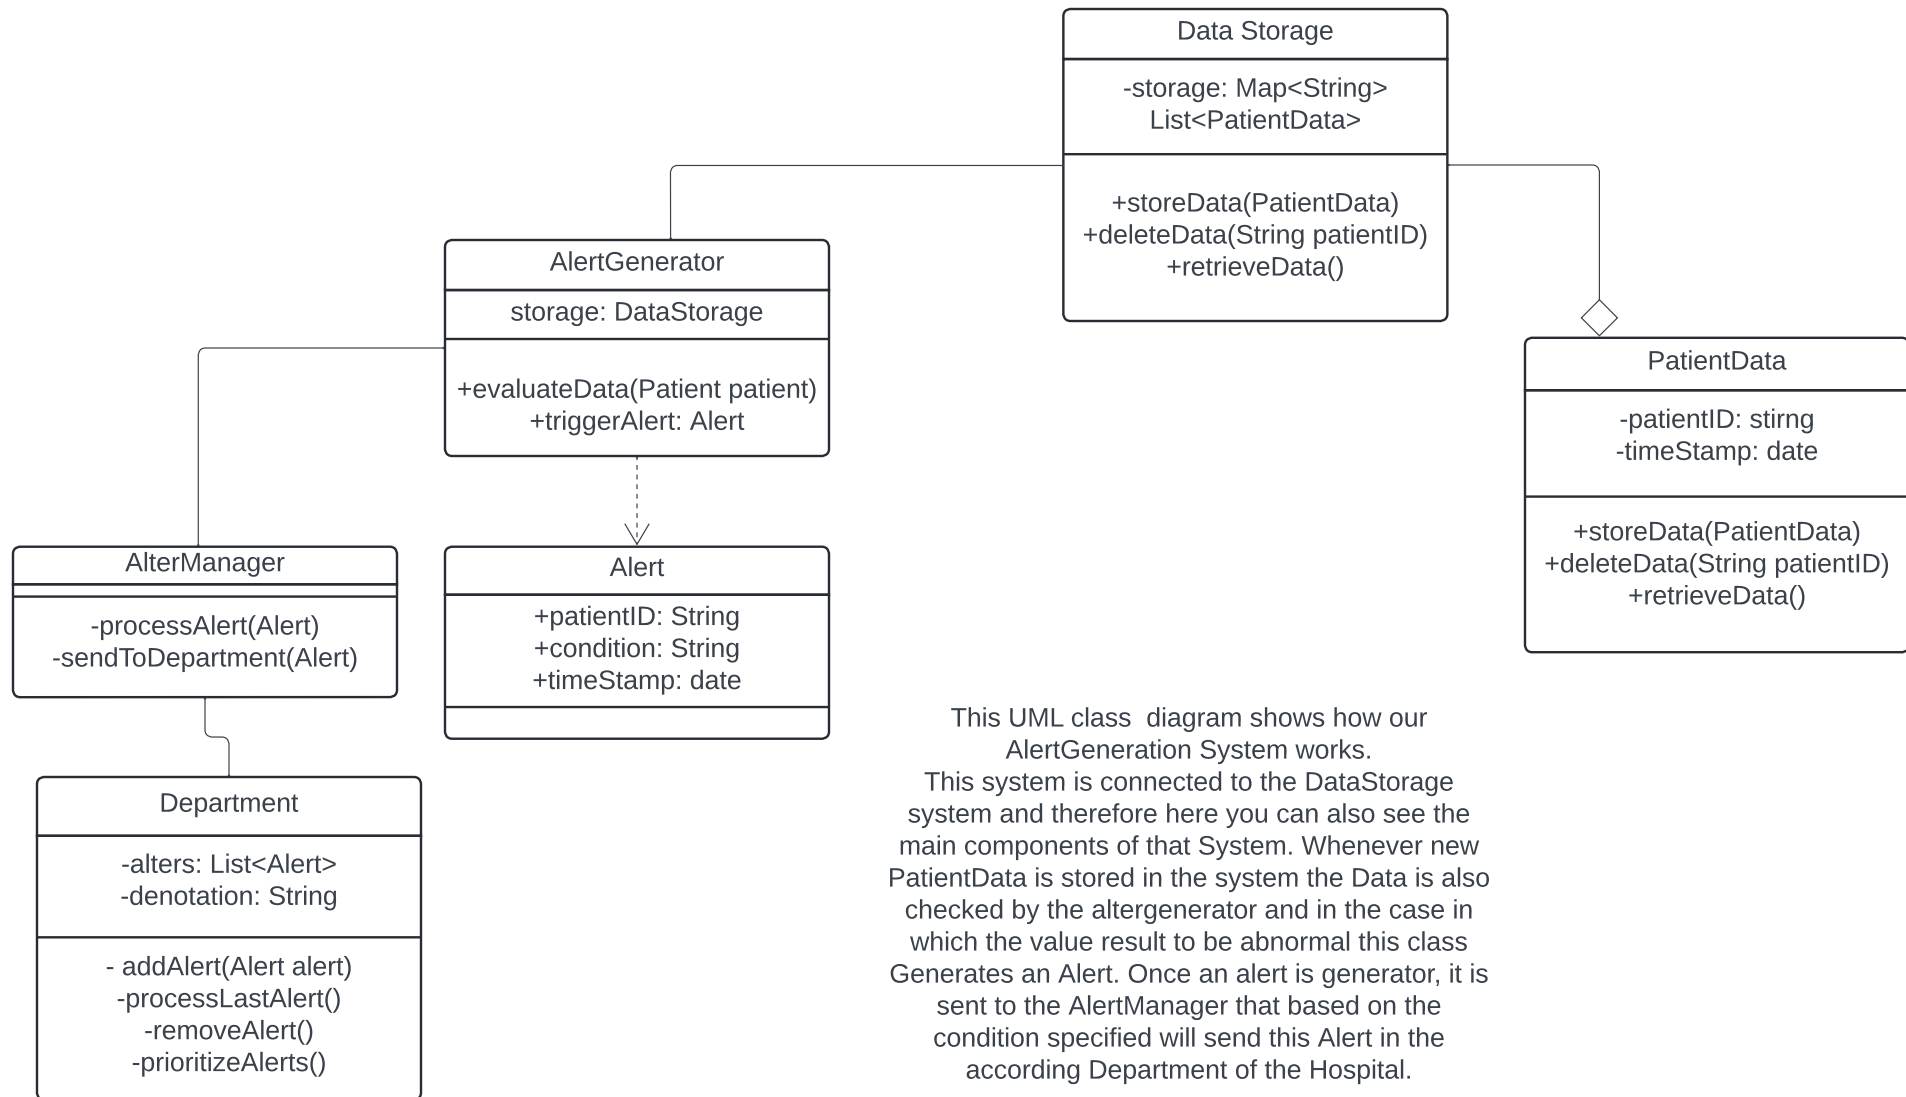 Data Storage
-storage: Map<String>
List<PatientData>
+storeData(PatientData)
+deleteData(String patientID)
+retrieveData()
AlertGenerator
storage: DataStorage
+evaluateData(Patient patient)
+triggerAlert: Alert
PatientData
-patientID: stirng
-timeStamp: date
+storeData(PatientData)
+deleteData(String patientID)
+retrieveData()
AlterManager
-processAlert(Alert)
-sendToDepartment(Alert)
Alert
+patientID: String
+condition: String
+timeStamp: date
Department
-alters: List<Alert>
-denotation: String
- addAlert(Alert alert)
-processLastAlert()
-removeAlert()
-prioritizeAlerts()
This UML class  diagram shows how our
AlertGeneration System works.
This system is connected to the DataStorage
system and therefore here you can also see the
main components of that System. Whenever new
PatientData is stored in the system the Data is also
checked by the altergenerator and in the case in
which the value result to be abnormal this class
Generates an Alert. Once an alert is generator, it is
sent to the AlertManager that based on the
condition specified will send this Alert in the
according Department of the Hospital.